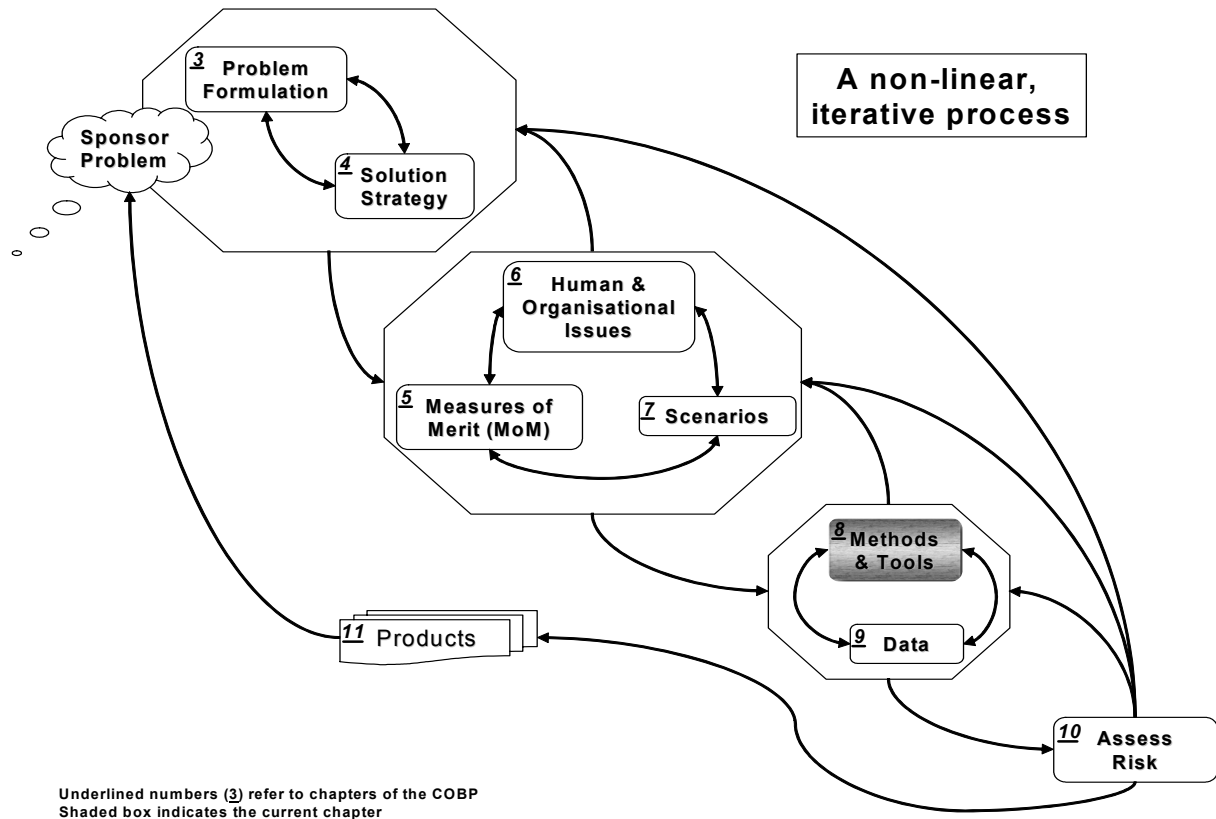 A non-linear,
iterative process
3
Problem
Formulation
Sponsor
Problem
4
Solution
Strategy
6
Human &
Organisational
Issues
5
Measures of
Merit (MoM)
7
Scenarios
8
Methods
& Tools
9
Data
11 Products
10
Assess
Risk
Underlined numbers (3) refer to chapters of the COBP
Shaded box indicates the current chapter